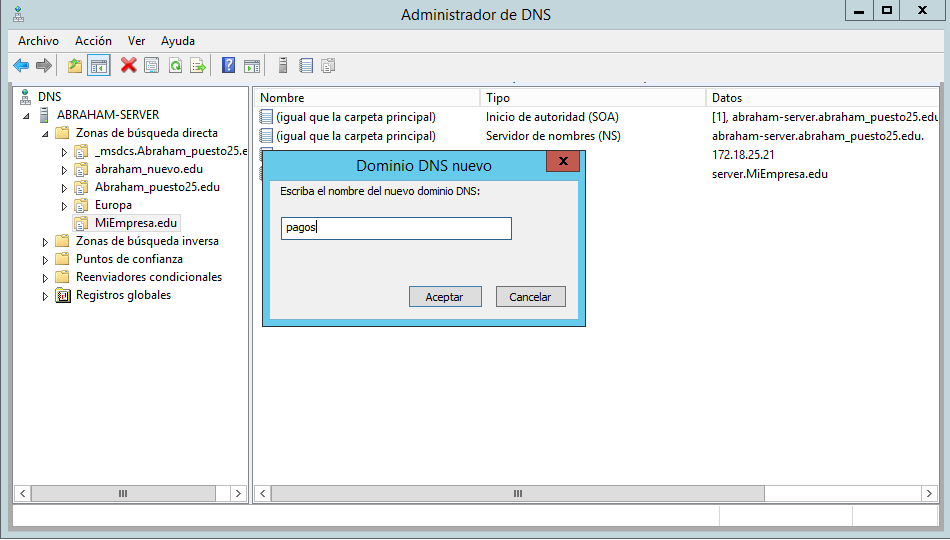 Administrador de DNS
Archivo Acción Ver Ayuda
DNS
ABRAHAM-SERVER
Zonas de búsqueda directa
_msdcs.Abraham_puesto25.e
abraham_nuevo.edu
Abraham_puesto25.edu
Europa
MiEmpresa.edu
Zonas de búsqueda inversa
Puntos de confianza
Reenviadores condicionales
Registros globales
Nombre Tipo Datos
(igual que la carpeta principal) Inicio de autoridad (SOA) [1], abraham-server.abraham_puesto25.edu
(igual que la carpeta principal) Servidor de nombres (NS) abraham-server.abraham_puesto25.edu.
172.18.25.21
server.MiEmpresa.edu
Dominio DNS nuevo
Escriba el nombre del nuevo dominio DNS:
pagos
Aceptar Cancelar